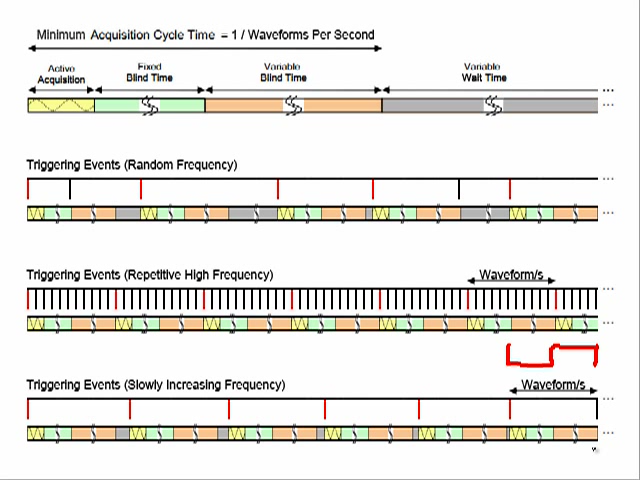 Minimum Acquisition Cycle Time = 1 / Waveforms Per Second
Active Acquisition
Fixed Blind Time
Variable Blind Time
Variable Wait Time
Triggering Events (Random Frequency)
Triggering Events (Repetitive High Frequency)
Waveform/s
Triggering Events (Slowly Increasing Frequency)
Waveform/s